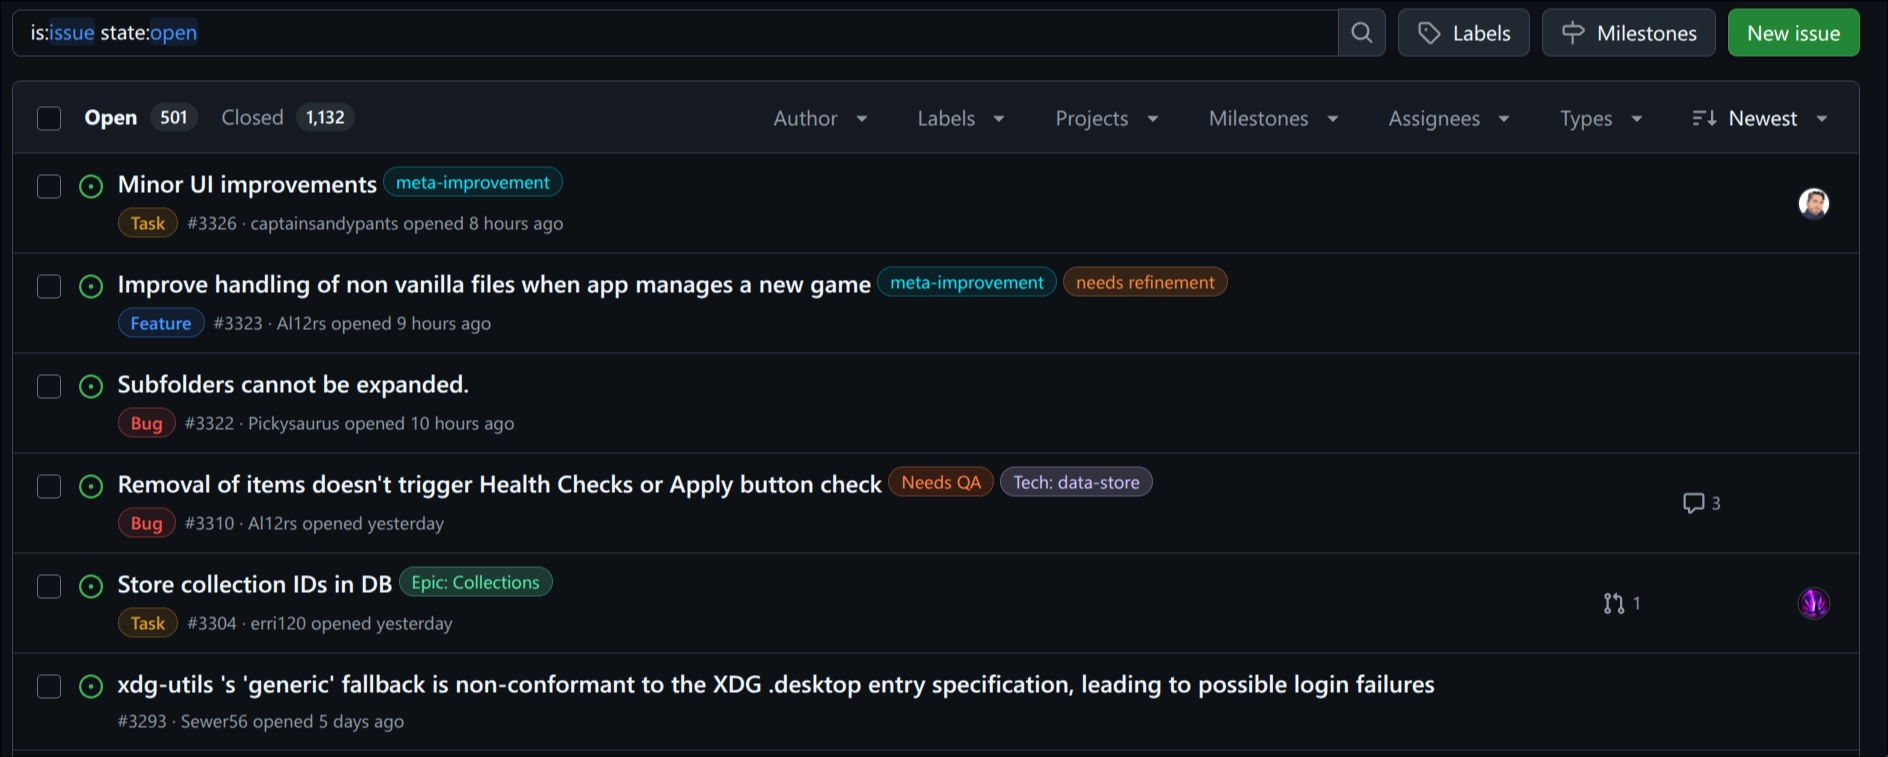 is:issue state:open
Labels
Milestones
New issue
Open 501 Closed 1,132 Author Labels Projects Milestones Assignees Types Newest
Minor UI improvements meta-improvement
Task #3326 · captainsandypants opened 8 hours ago
Improve handling of non vanilla files when app manages a new game meta-improvement needs refinement
Feature #3323 · Al12rs opened 9 hours ago
Subfolders cannot be expanded.
Bug #3322 · Pickysaurus opened 10 hours ago
Removal of items doesn't trigger Health Checks or Apply button check Needs QA Tech: data-store
Bug #3310 · Al12rs opened yesterday
3
Store collection IDs in DB Epic: Collections
Task #3304 · erri120 opened yesterday
1
xdg-utils 's 'generic' fallback is non-conformant to the XDG .desktop entry specification, leading to possible login failures
#3293 · Sewer56 opened 5 days ago